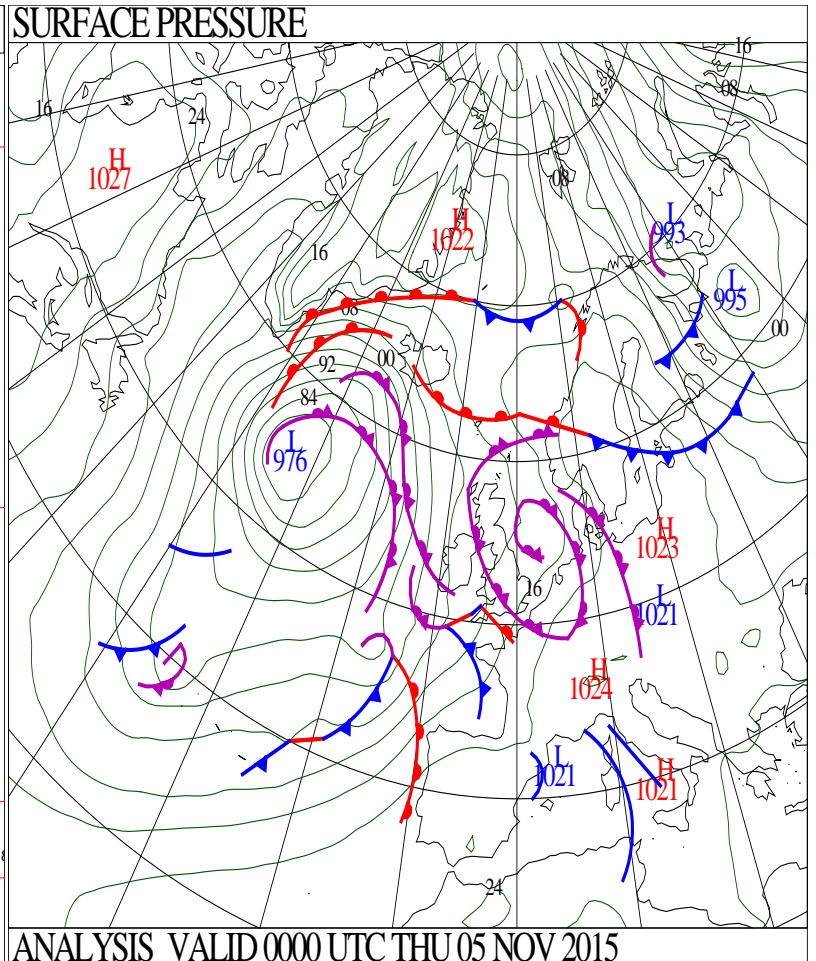 SURFACE PRESSURE
16
08
16
24
H
1027
08
H
1022
L
993
16
L
995
08
00
00
92
84
L
976
H
1023
16
L
1021
H
1024
L
1021
H
1021
24
ANALYSIS VALID 0000 UTC THU 05 NOV 2015